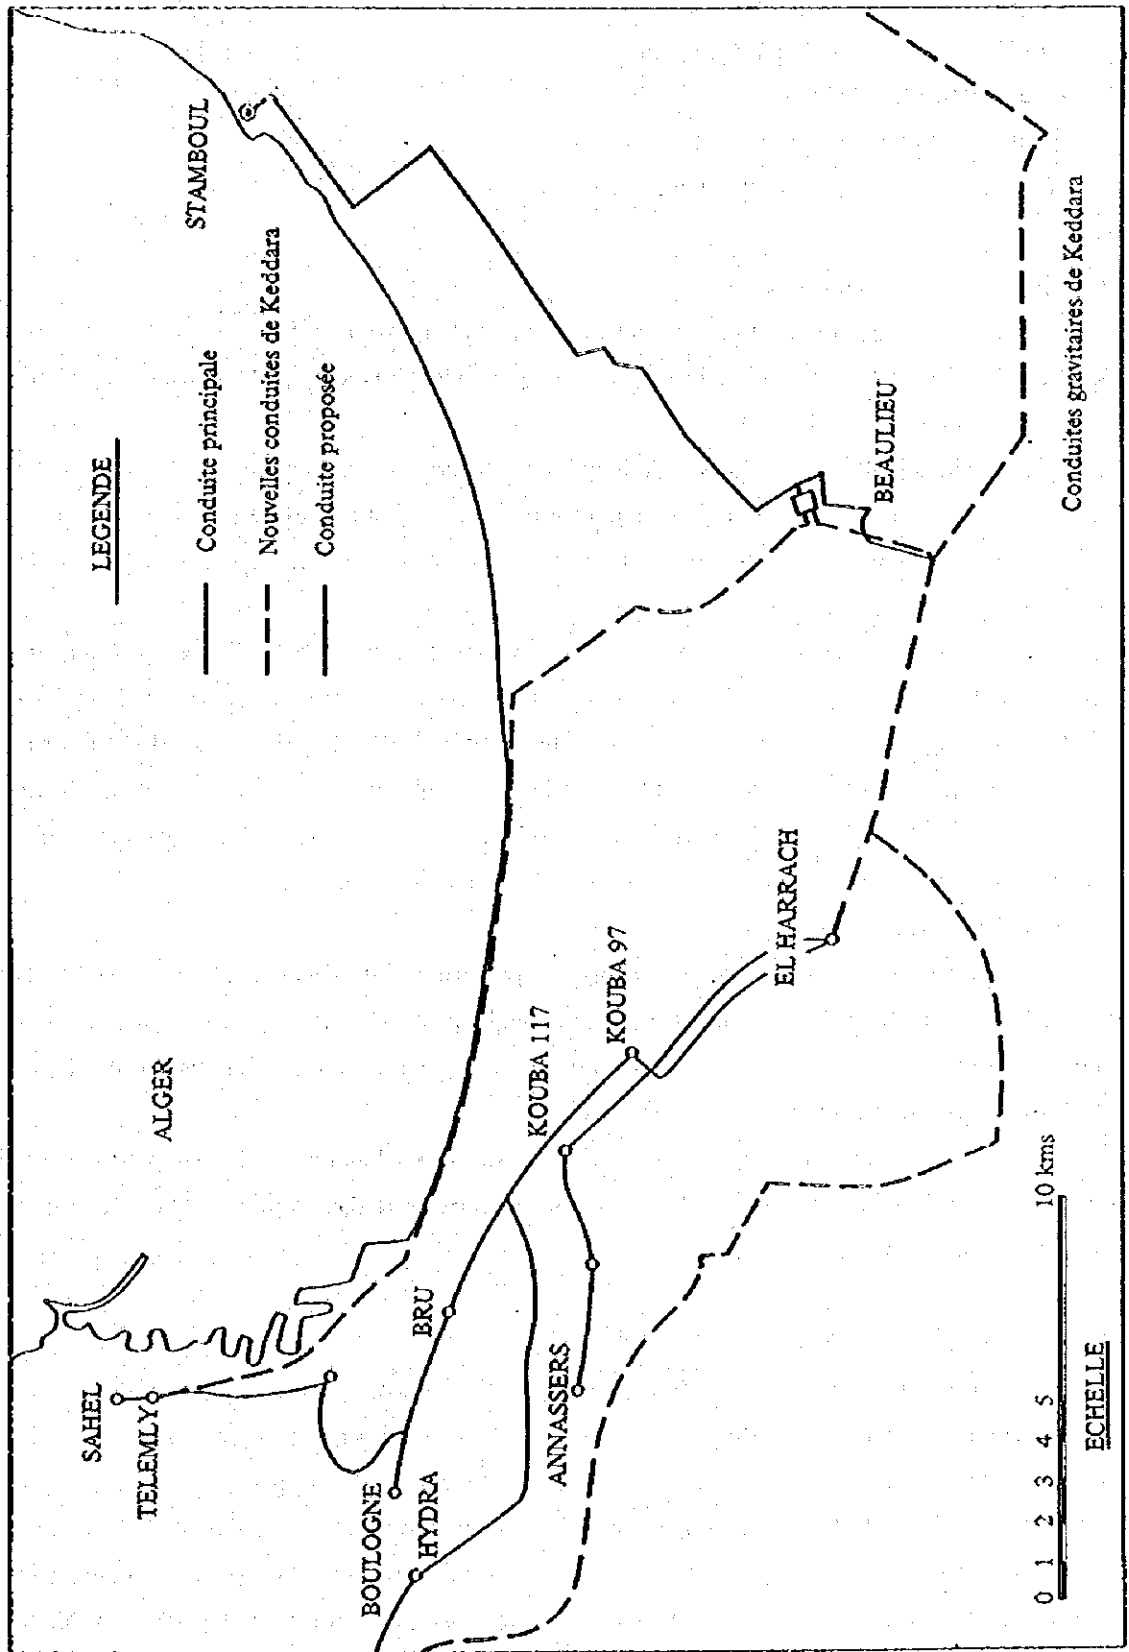 LEGENDE
Conduite principale
Nouvelles conduites de Keddara
Conduite proposée
STAMBOUL
ALGER
SAHEL
TELEMLY
BOULOGNE
HYDRA
BRU
KOUBA 117
KOUBA 97
ANNASSERS
EL HARRACH
BEAULIEU
Conduites gravitaires de Keddara
0 1 2 3 4 5 10 kms
ECHELLE